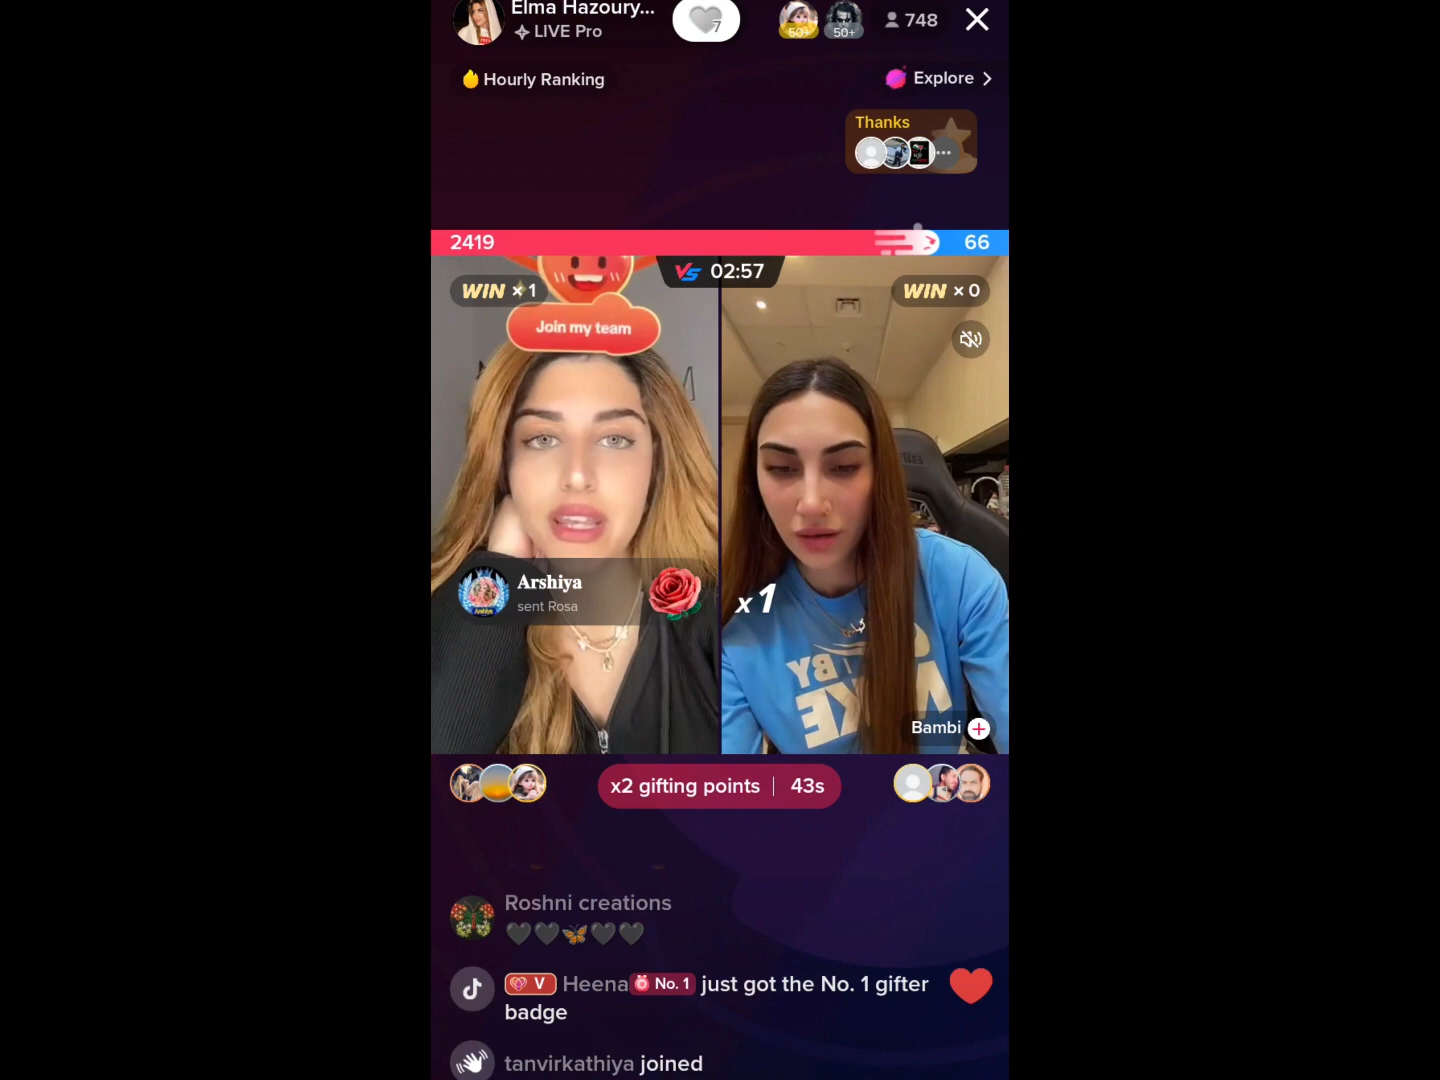 Elma Hazoury...
LIVE Pro
7
50+
50+
748
Hourly Ranking
Explore
Thanks
2419
66
VS 02:57
WIN × 1
WIN × 0
Join my team
Arshiya
sent Rosa
x1
BY
Bambi
x2 gifting points | 43s
Roshni creations
🖤🖤🦋🖤🖤
V Heena No. 1 just got the No. 1 gifter
badge
tanvirkathiya joined